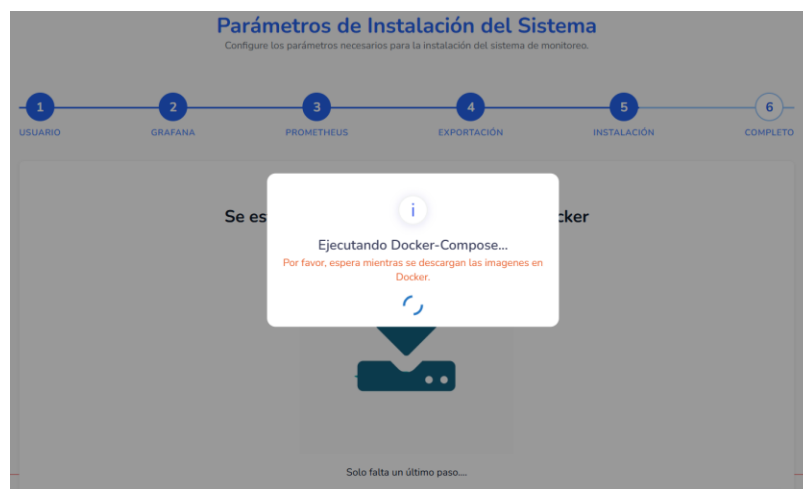 Parámetros de Instalación del Sistema
Configure los parámetros necesarios para la instalación del sistema de monitoreo.
1 2 3 4 5 6
USUARIO GRAFANA PROMETHEUS EXPORTACIÓN INSTALACIÓN COMPLETO
Se es cker
i
Ejecutando Docker-Compose...
Por favor, espera mientras se descargan las imagenes en
Docker.
Solo falta un último paso....